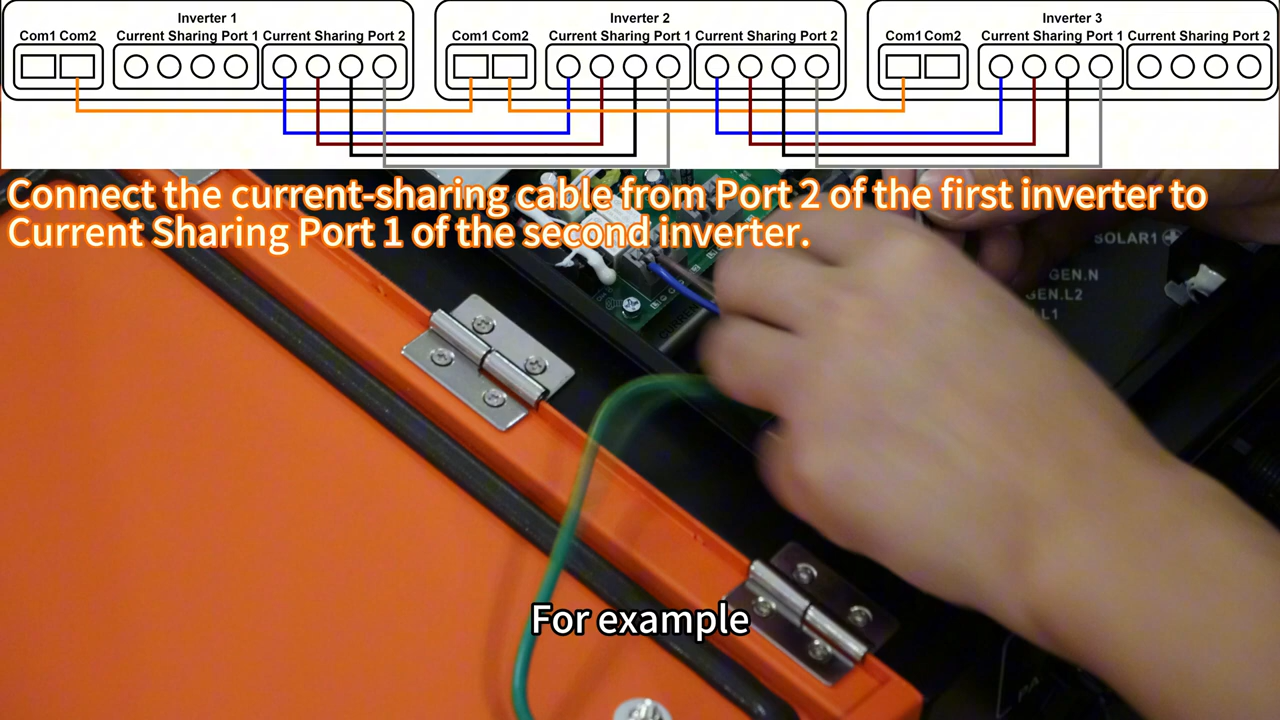 Inverter 1
Inverter 2
Inverter 3
Com1 Com2 Current Sharing Port 1 Current Sharing Port 2
Com1 Com2 Current Sharing Port 1 Current Sharing Port 2
Com1 Com2 Current Sharing Port 1 Current Sharing Port 2
Connect the current-sharing cable from Port 2 of the first inverter to
Current Sharing Port 1 of the second inverter.
SOLAR1
GEN.N
GEN.L2
L1
For example